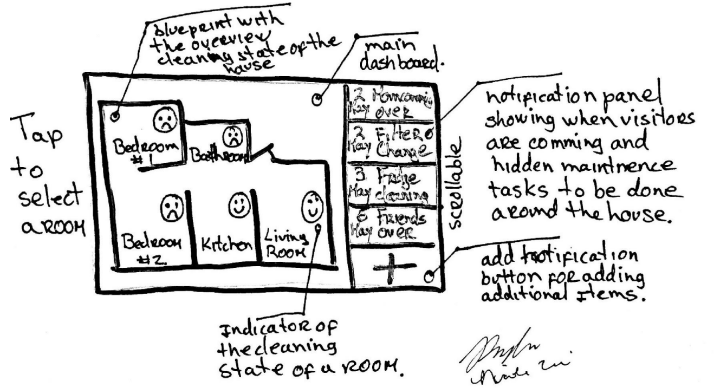 blueprint with
the overview
cleaning state of the
house
main
dashboard.
Tap
to
select
a ROOM
Bedroom
#1
Bathroom
Bedroom
#2
Kitchen
Living
Room
2 May
over
2 May Filter
Change
3 May Fridge
cleaning
6 May Friends
over
+
scrollable
notification panel
showing when visitors
are comming and
hidden maintnence
tasks to be done
around the house.
add notification
button for adding
additional items.
Indicator of
the cleaning
state of a ROOM.